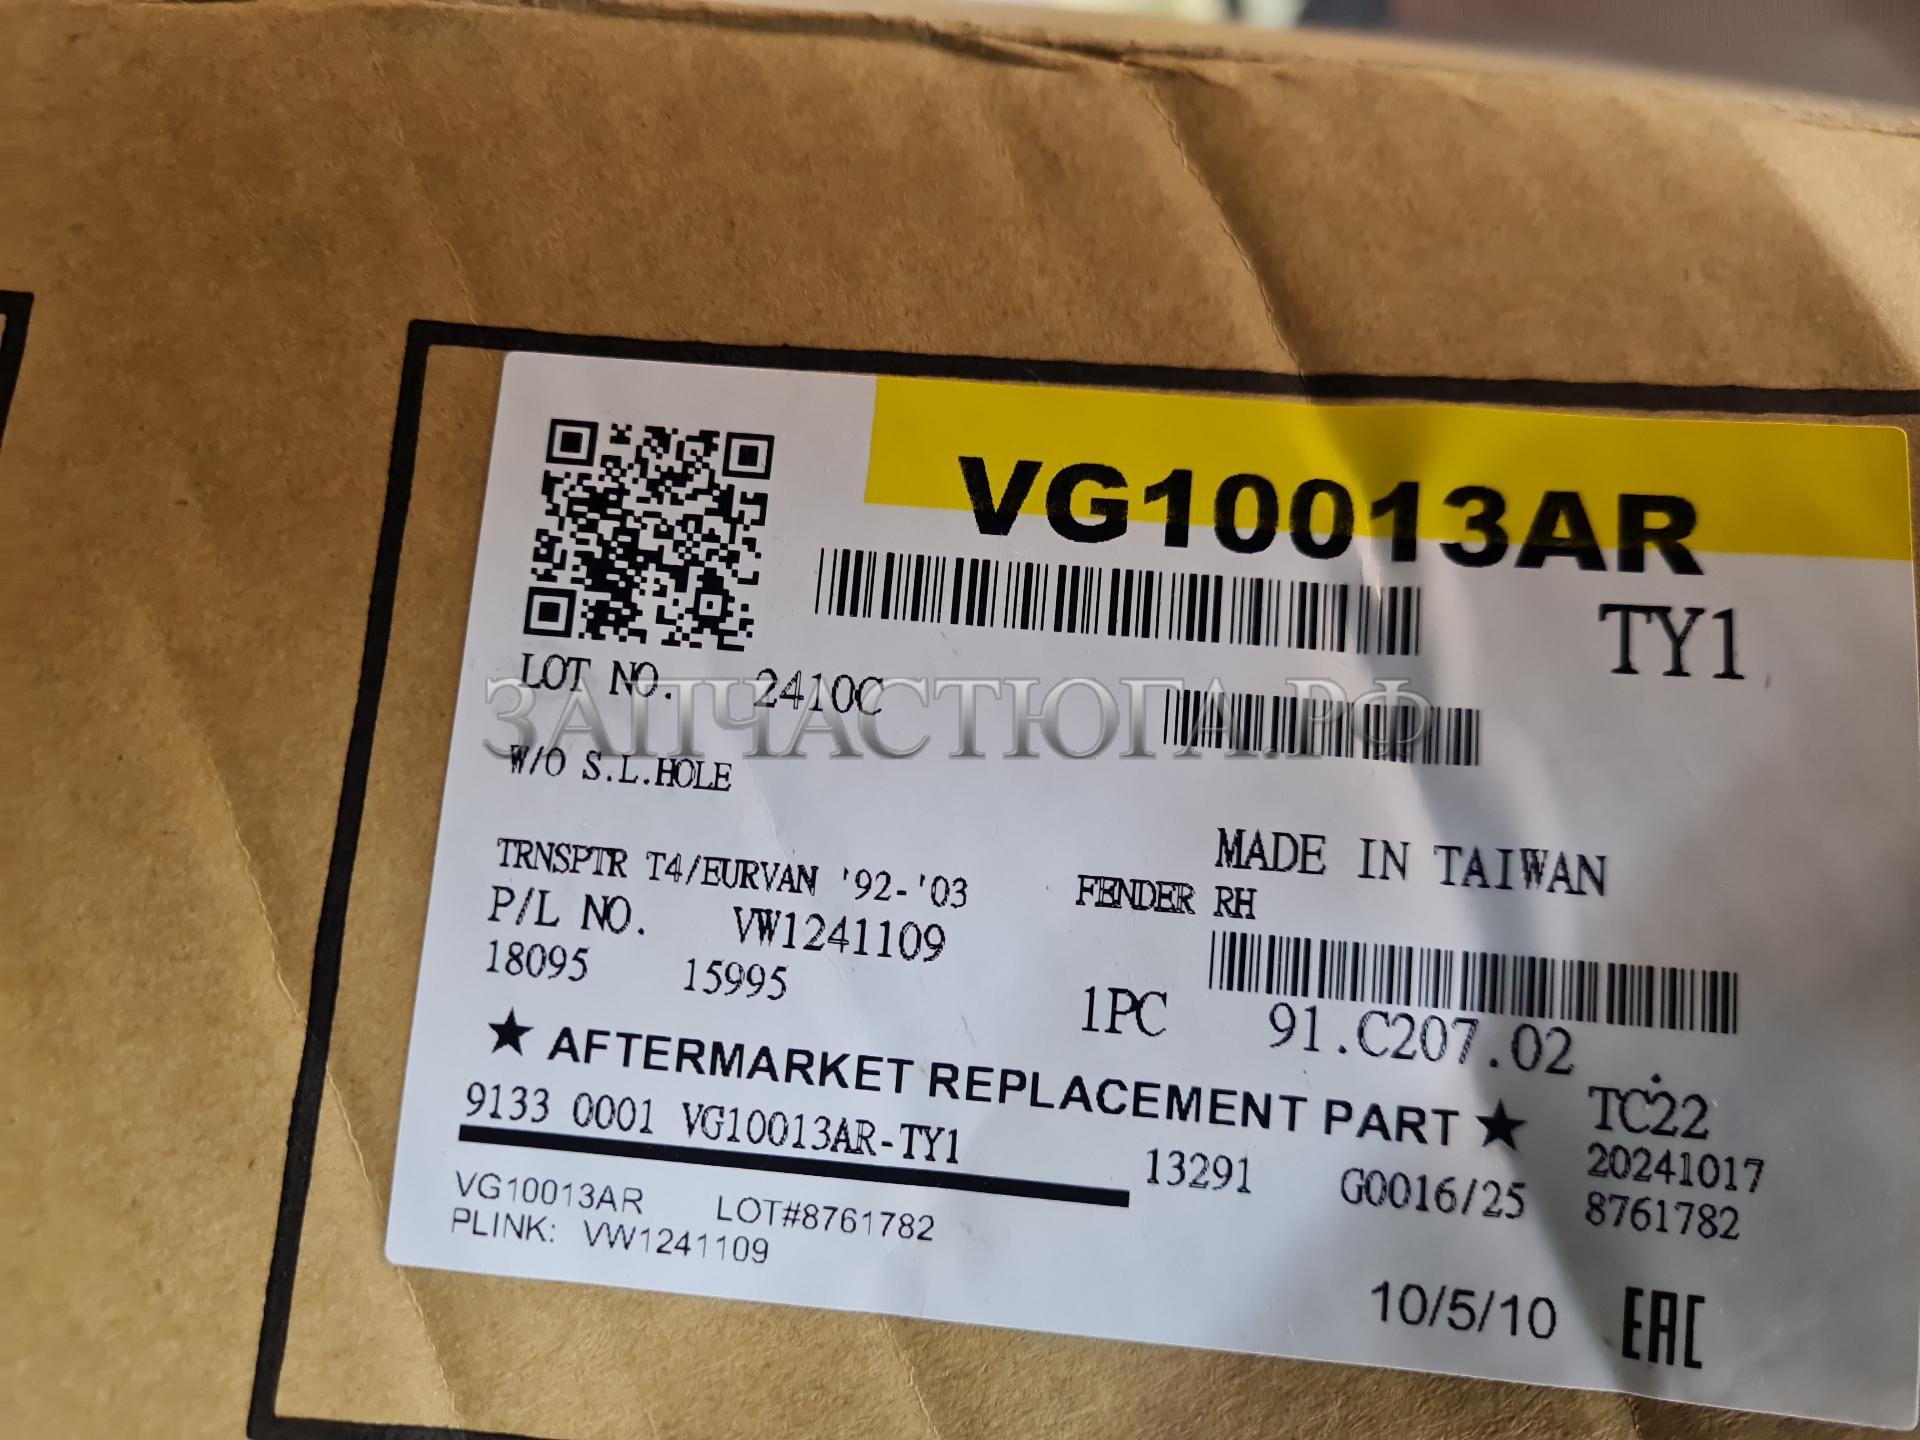 VG10013AR
TY1
LOT NO. 2410C
ЗАПЧАСТЮГА.РФ
W/O S.L.HOLE
MADE IN TAIWAN
TRNSPTR T4/EURVAN '92-'03 FENDER RH
P/L NO. VW1241109
18095 15995 1PC 91.C207.02
★ AFTERMARKET REPLACEMENT PART ★ TC22
9133 0001 VG10013AR-TY1 13291 G0016/25 20241017
8761782
VG10013AR LOT#8761782
PLINK: VW1241109
10/5/10 EAC